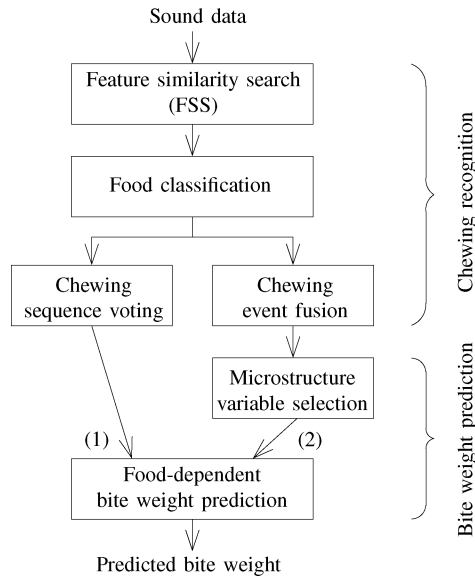 Sound data
Feature similarity search
(FSS)
Food classification
Chewing
sequence voting
Chewing
event fusion
Microstructure
variable selection
(1)
(2)
Food-dependent
bite weight prediction
Predicted bite weight
Chewing recognition
Bite weight prediction